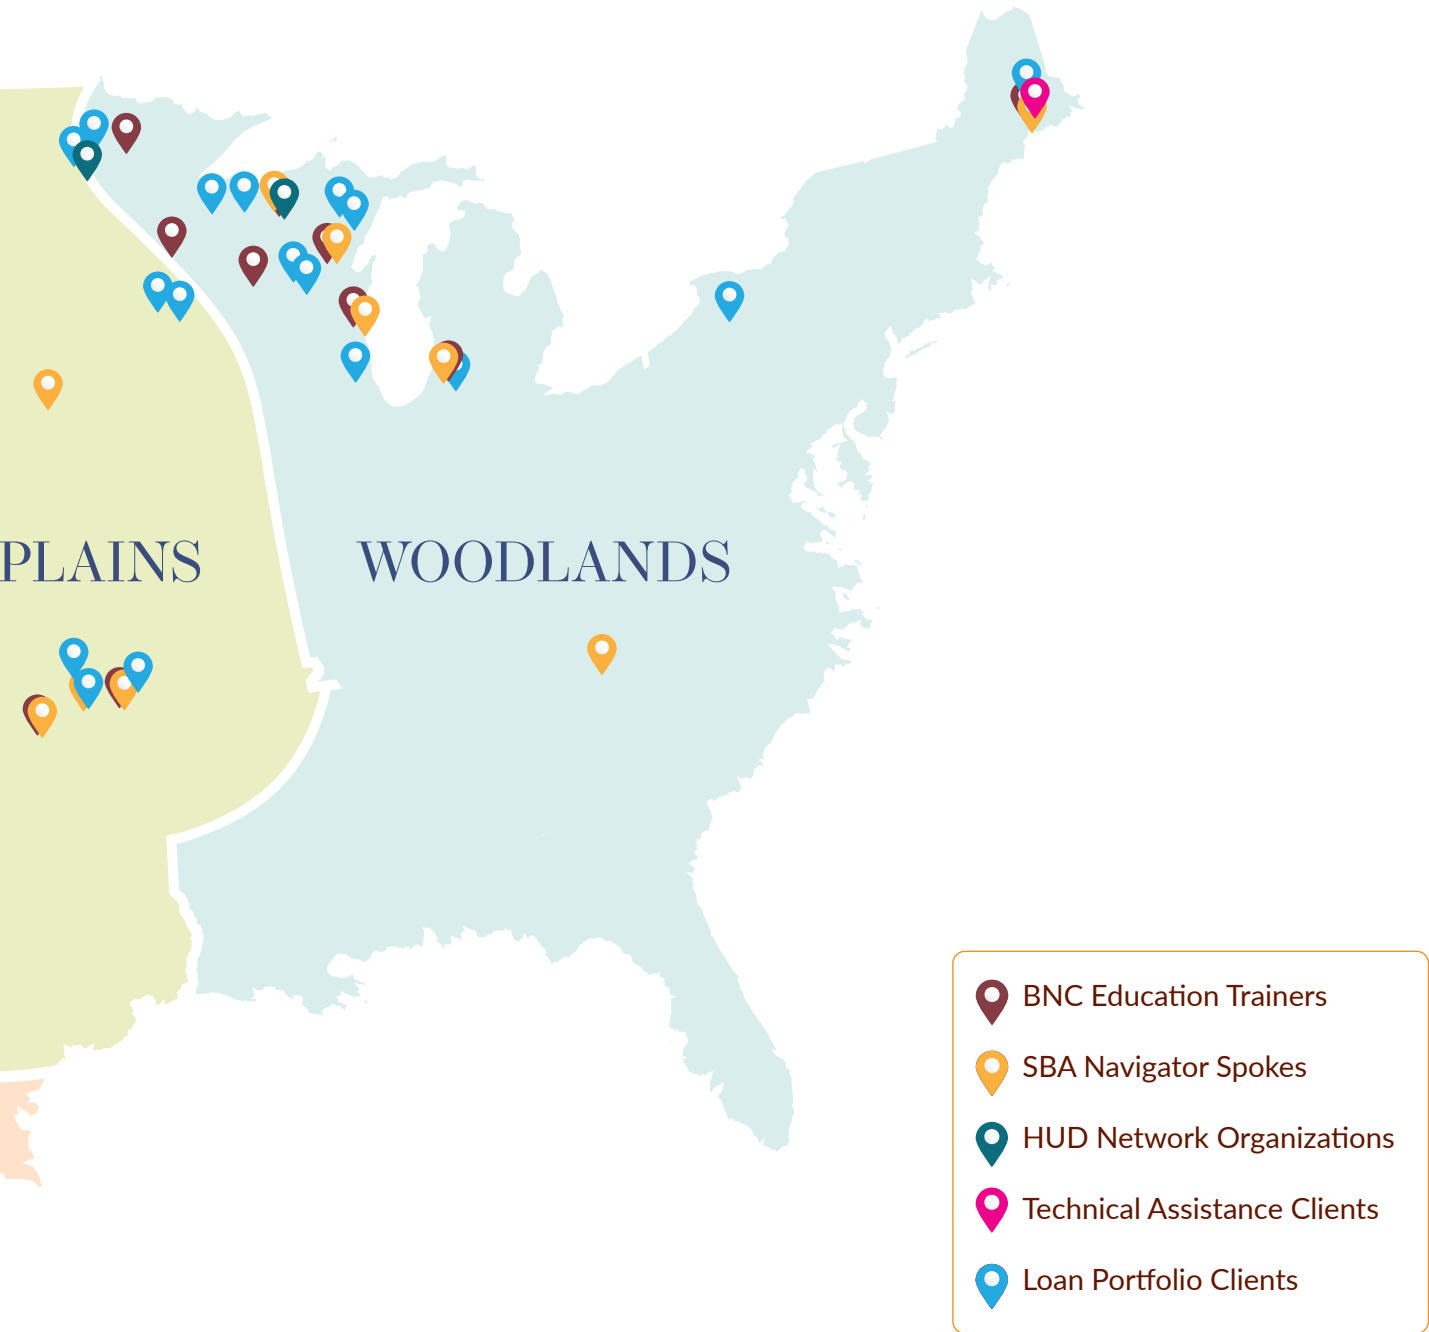 PLAINS
WOODLANDS
BNC Education Trainers
SBA Navigator Spokes
HUD Network Organizations
Technical Assistance Clients
Loan Portfolio Clients